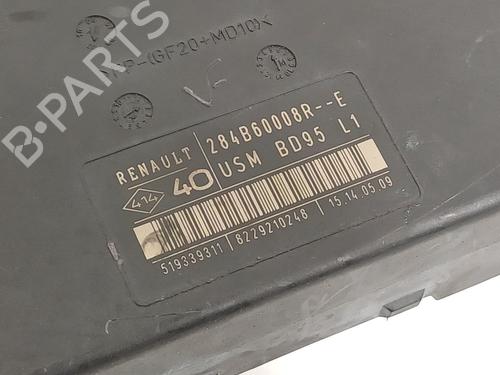 (GF20+MD10)<
RENAULT 284B60008R--E
414 40 USM BD95 L1
519339311 8229210248 15.14.05.09
B-PARTS